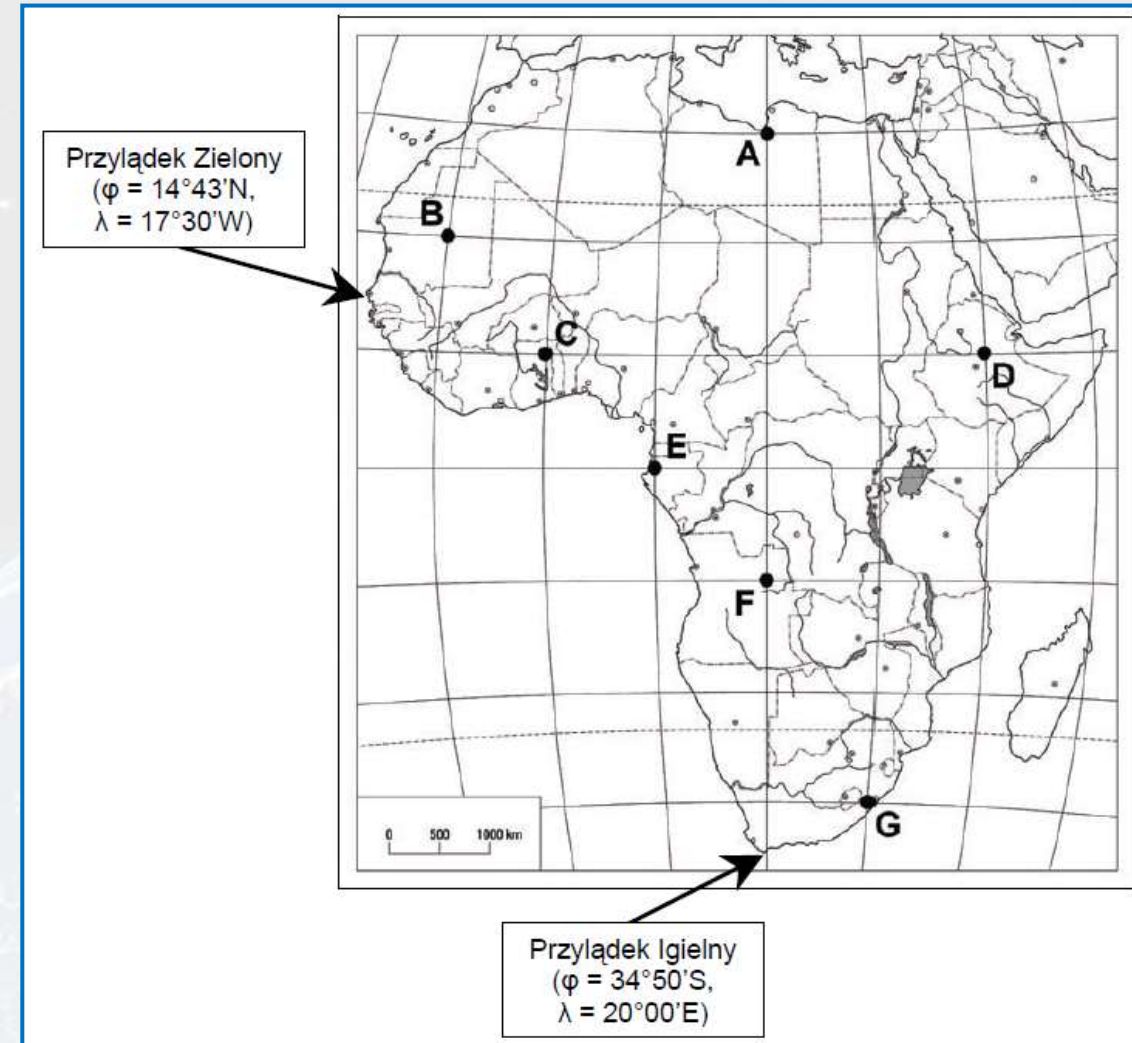 Przylądek Zielony
(φ = 14°43’N,
λ = 17°30’W)
A
B
C
D
E
F
G
0 500 1000 km
Przylądek Igielny
(φ = 34°50’S,
λ = 20°00’E)